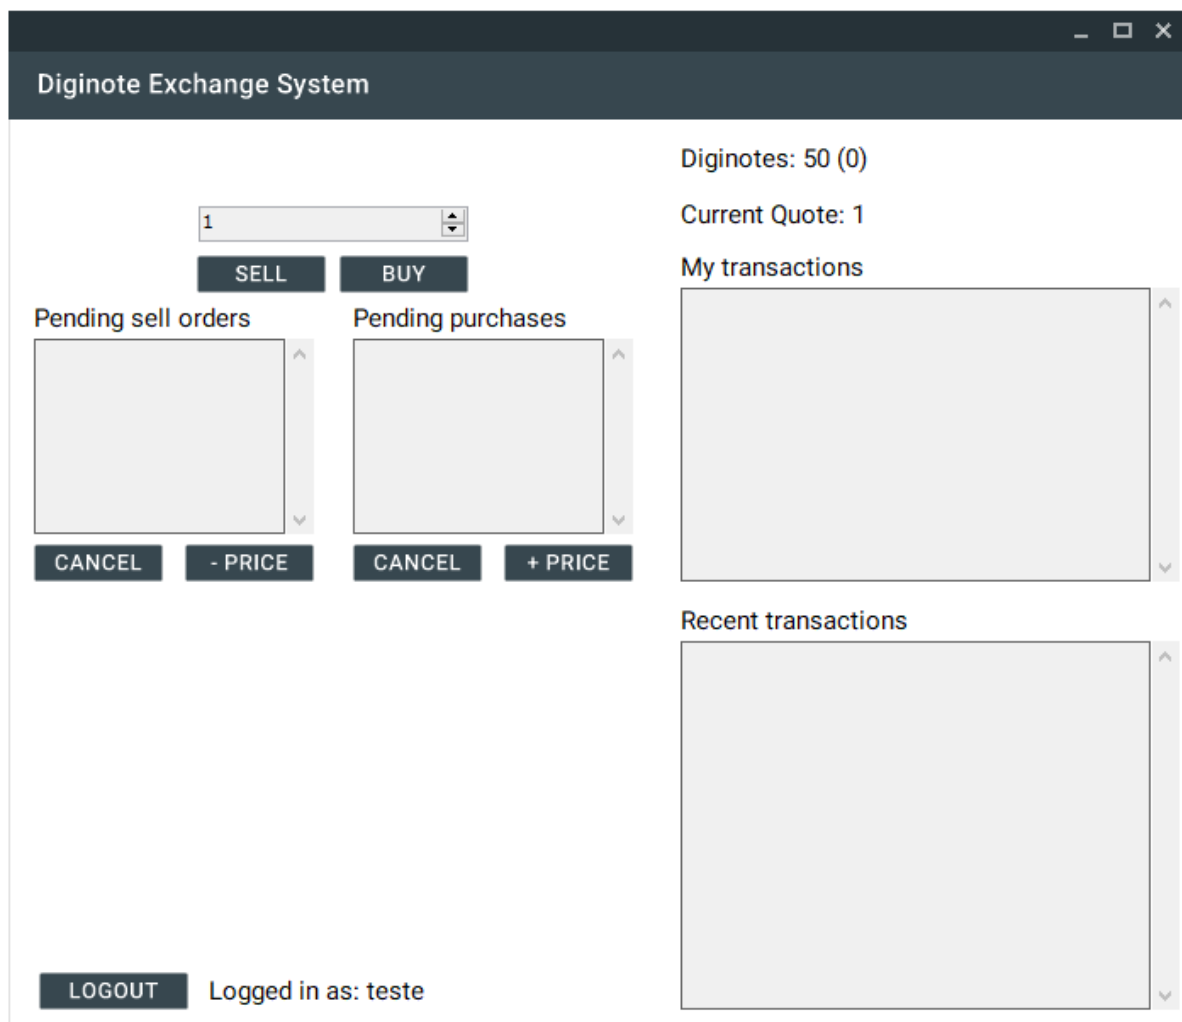 Diginote Exchange System
Diginotes: 50 (0)
1
Current Quote: 1
SELL
BUY
My transactions
Pending sell orders
Pending purchases
CANCEL
- PRICE
CANCEL
+ PRICE
Recent transactions
LOGOUT
Logged in as: teste